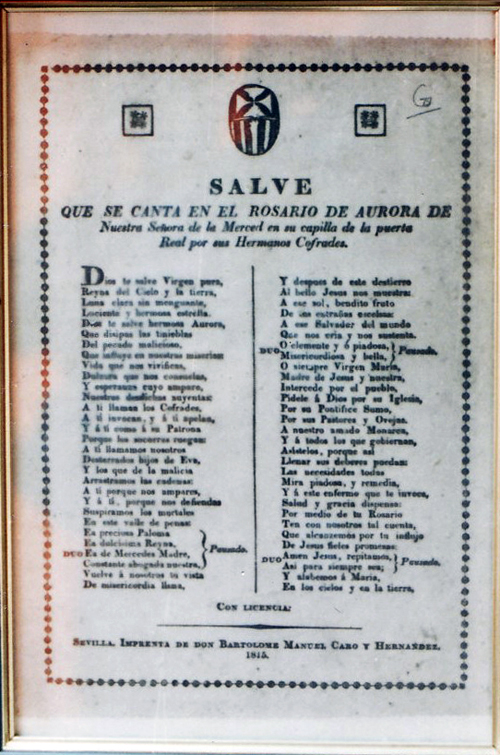 SALVE
QUE SE CANTA EN EL ROSARIO DE AURORA DE
Nuestra Señora de la Merced en su capilla de la puerta
Real por sus Hermanos Cofrades.
Dios te salve Virgen pura,
Reyna del Cielo y la tierra,
Luna clara sin menguante,
Luciente y hermosa estrella.
Dios te salve hermosa Aurora,
Que disipas las tinieblas
Del pecado malicioso,
Que influye en nuestras miserias
Vida que nos vivificas,
Dulzura que nos consuelas,
Y esperanza cuyo amparo,
Nuestras desdichas auyentas:
A ti llaman los Cofrades,
A ti invocan, y á ti apelan,
Y á ti como á su Patrona
Porque los socorras ruegan:
A ti llamamos nosotros
Desterrados hijos de Eva,
Y los que de la malicia
Arrastramos las cadenas:
A ti porque nos ampares,
Y á ti, porque nos defiendas
Suspiramos los mortales
En este valle de penas:
Ea preciosa Paloma
Ea dulcisima Reyna,
DUO Ea de Mercedes Madre, Pausado.
Constante abogada nuestra,
Vuelve á nosotros tu vista
De misericordia llena,
Y despues de este destierro
Al bello Jesus nos muestra:
A ese sol, bendito fruto
De tus entrañas excelsas:
A ese Salvador del mundo
Que nos cria y nos sustenta.
O clemente y ó piadosa,
DUO Misericordiosa y bella, Pausado.
O siempre Virgen Maria,
Madre de Jesus y nuestra,
Intercede por el pueblo,
Pidele á Dios por su Iglesia,
Por su Pontifice Sumo,
Por sus Pastores y Ovejas.
A nuestro amado Monarca,
Y á todos los que gobiernan,
Asistelos, porque asi
Llenar sus deberes puedan:
Las necesidades todas
Mira piadosa, y remedia,
Y á este enfermo que te invoca,
Salud y gracia dispensa:
Por medio de tu Rosario
Ten con nosotros tal cuenta,
Que alcanzemos por tu influjo
De Jesus fieles promesas:
Amen Jesus, repitamos,
DUO Asi para siempre sea; Pausado.
Y alabemos á Maria,
En los cielos y en la tierra,
CON LICENCIA:
SEVILLA. IMPRENTA DE DON BARTOLOME MANUEL CARO Y HERNANDEZ.
1815.